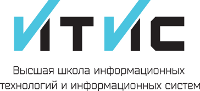 ИТИС
Высшая школа информационных
технологий и информационных систем